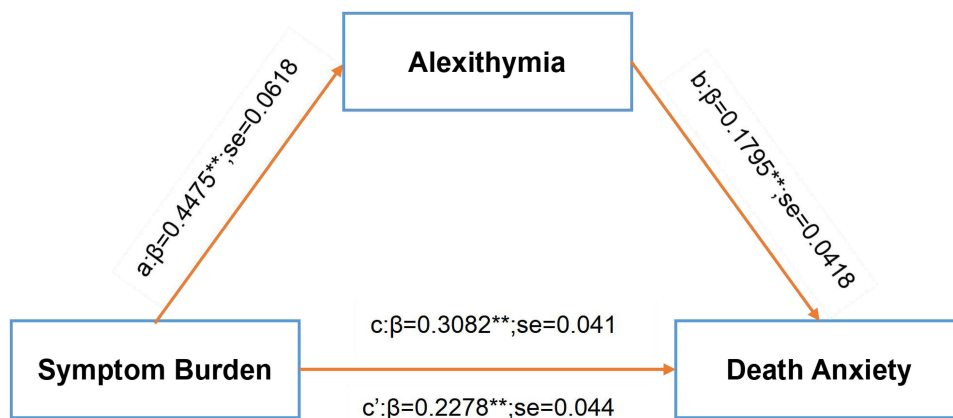 Alexithymia
a:β=0.4475**;se=0.0618
b:β=0.1795**;se=0.0418
c:β=0.3082**;se=0.041
Symptom Burden
Death Anxiety
c’:β=0.2278**;se=0.044